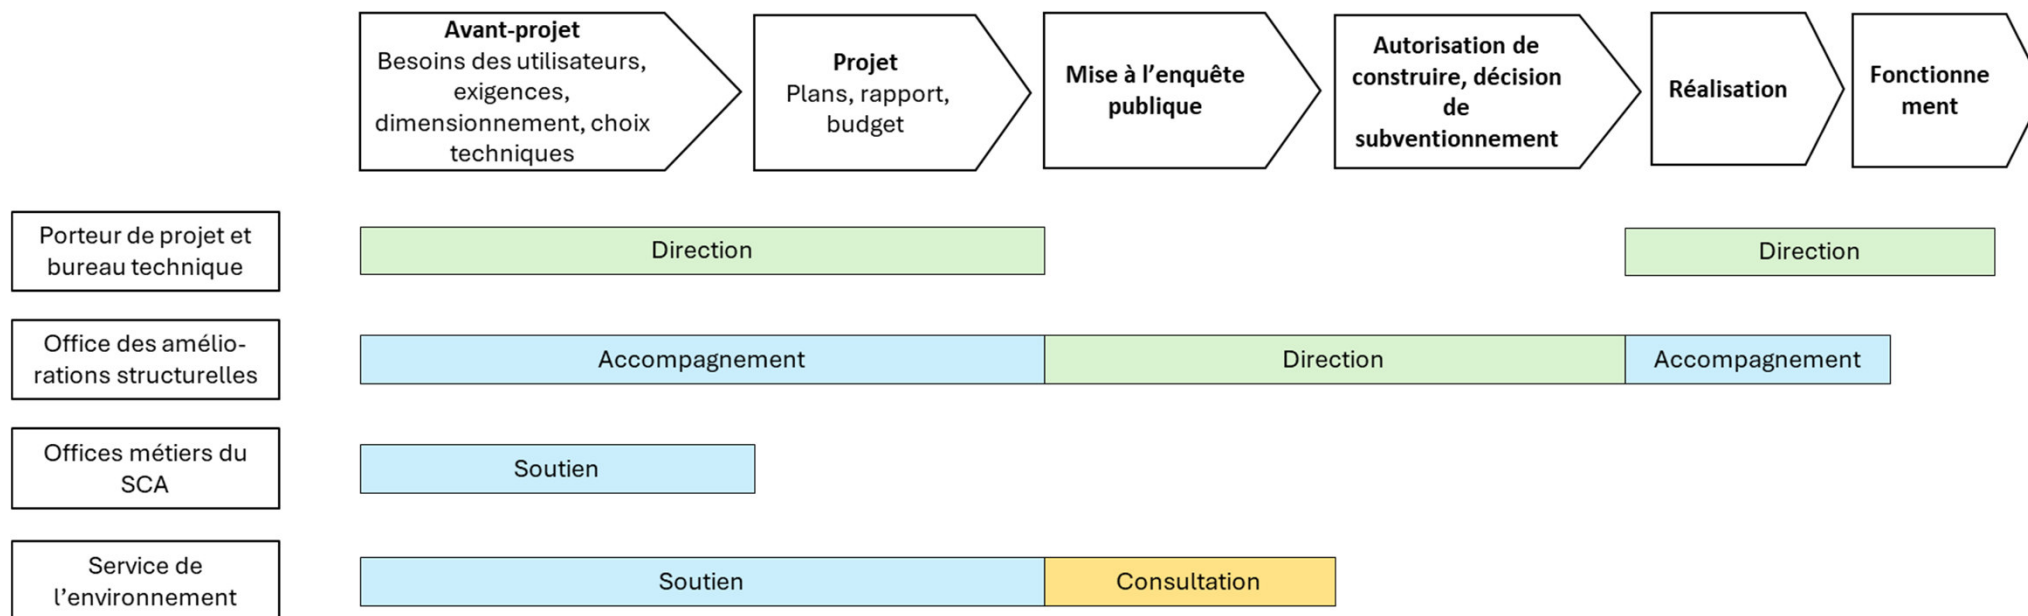 Avant-projet
Besoins des utilisateurs,
exigences,
dimensionnement, choix
techniques
Projet
Plans, rapport,
budget
Mise à l’enquête
publique
Autorisation de
construire, décision
de
subventionnement
Réalisation
Fonctionne
ment
Porteur de projet et
bureau technique
Direction
Direction
Office des amélio-
rations structurelles
Accompagnement
Direction
Accompagnement
Offices métiers du
SCA
Soutien
Service de
l’environnement
Soutien
Consultation